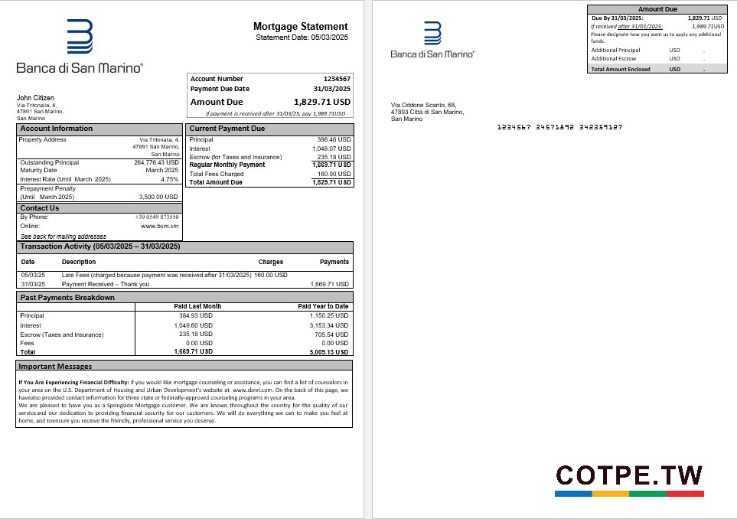 Mortgage Statement
Statement Date: 05/03/2025
Banca di San Marino
Account Number 1234567
Payment Due Date 31/03/2025
Amount Due 1,829.71 USD
If payment is received after 31/03/25, pay 1,989.71USD
John Citizen
Via Tritonalia, 4,
47891 San Marino,
San Marino
Account Information
Property Address Via Tritonalia, 4,
47891 San Marino,
San Marino
Outstanding Principal 264,776.43 USD
Maturity Date March 2025
Interest Rate (Until March 2025) 4.75%
Prepayment Penalty
(Until March 2025) 3,500.00 USD
Contact Us
By Phone: +39 0549 873350
Online: www.bsm.sm
See back for mailing addresses
Current Payment Due
Principal 386.46 USD
Interest 1,048.07 USD
Escrow (for Taxes and Insurance) 235.18 USD
Regular Monthly Payment 1,669.71 USD
Total Fees Charged 160.00 USD
Total Amount Due 1,829.71 USD
Transaction Activity (05/03/2025 – 31/03/2025)
Date Description Charges Payments
05/03/25 Late Feee (charged because payment was received after 31/03/2025) 160.00 USD
31/03/25 Payment Received – Thank you 1,669.71 USD
Past Payments Breakdown
Paid Last Month Paid Year to Date
Principal 384.93 USD 1,150.25 USD
Interest 1,049.60 USD 3,153.34 USD
Escrow (Taxes and Insurance) 235.18 USD 705.54 USD
Fees 0.00 USD 0.00 USD
Total 1,669.71 USD 5,009.13 USD
Important Messages
If You Are Experiencing Financial Difficulty: If you would like mortgage counseling or assistance, you can find a list of counselors in
your area on the U.S. Department of Housing and Urban Development's website at www.sbnri.com. On the back of this page, we
havealso provided contact information for three state or federally-approved counseling programs in your area.
We are pleased to have you as a Springside Mortgage customer. We are known throughout the country for the quality of our
serviceand our dedication to providing financial security for our customers. We will do everything we can to make you feel at
home, and toensure you receive the friendly, professional service you deserve.
Banca di San Marino
Amount Due
Due By 31/03/2025: 1,829.71 USD
If received after 31/03/2025: 1,989.71USD
Please designate how you want us to apply any additional
funds.
Additional Principal USD -
Additional Escrow USD -
Total Amount Enclosed USD -
Via Oddone Scarito, 68,
47893 Città di San Marino,
San Marino
1234567 34571892 342359127
COTPE.TW